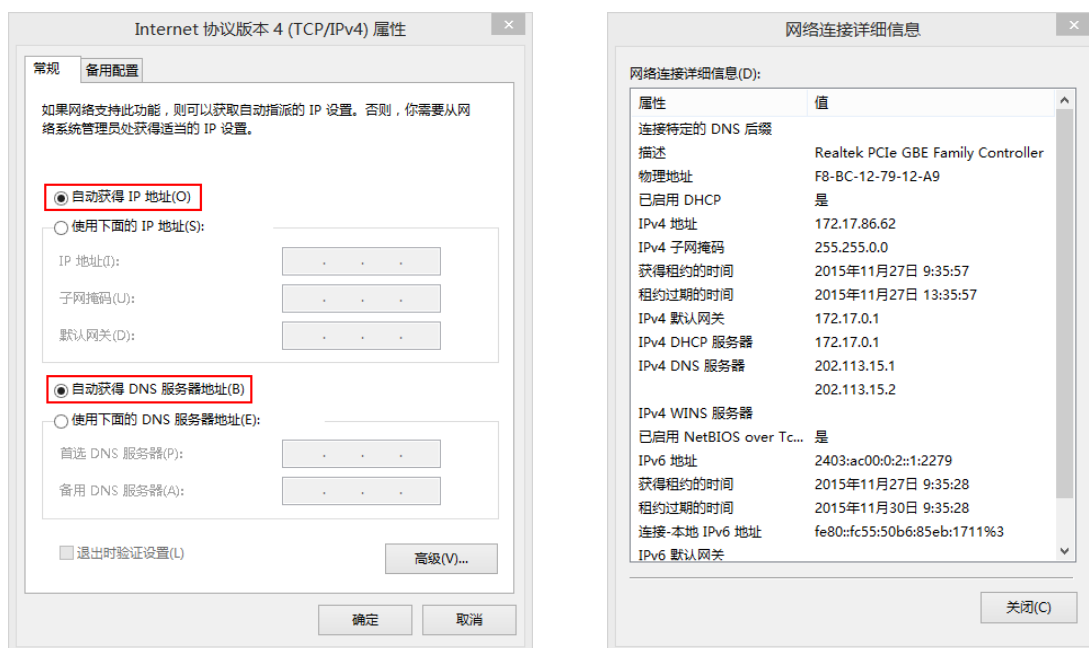 Internet 协议版本 4 (TCP/IPv4) 属性
常规
备用配置
如果网络支持此功能，则可以获取自动指派的 IP 设置。否则，你需要从网
络系统管理员处获得适当的 IP 设置。
自动获得 IP 地址(O)
使用下面的 IP 地址(S):
IP 地址(I):
子网掩码(U):
默认网关(D):
自动获得 DNS 服务器地址(B)
使用下面的 DNS 服务器地址(E):
首选 DNS 服务器(P):
备用 DNS 服务器(A):
退出时验证设置(L)
高级(V)...
确定
取消
网络连接详细信息
网络连接详细信息(D):
属性 值
连接特定的 DNS 后缀
描述 Realtek PCIe GBE Family Controller
物理地址 F8-BC-12-79-12-A9
已启用 DHCP 是
IPv4 地址 172.17.86.62
IPv4 子网掩码 255.255.0.0
获得租约的时间 2015年11月27日 9:35:57
租约过期的时间 2015年11月27日 13:35:57
IPv4 默认网关 172.17.0.1
IPv4 DHCP 服务器 172.17.0.1
IPv4 DNS 服务器 202.113.15.1
202.113.15.2
IPv4 WINS 服务器
已启用 NetBIOS over Tc... 是
IPv6 地址 2403:ac00:0:2::1:2279
获得租约的时间 2015年11月27日 9:35:28
租约过期的时间 2015年11月30日 9:35:28
连接-本地 IPv6 地址 fe80::fc55:50b6:85eb:1711%3
IPv6 默认网关
关闭(C)